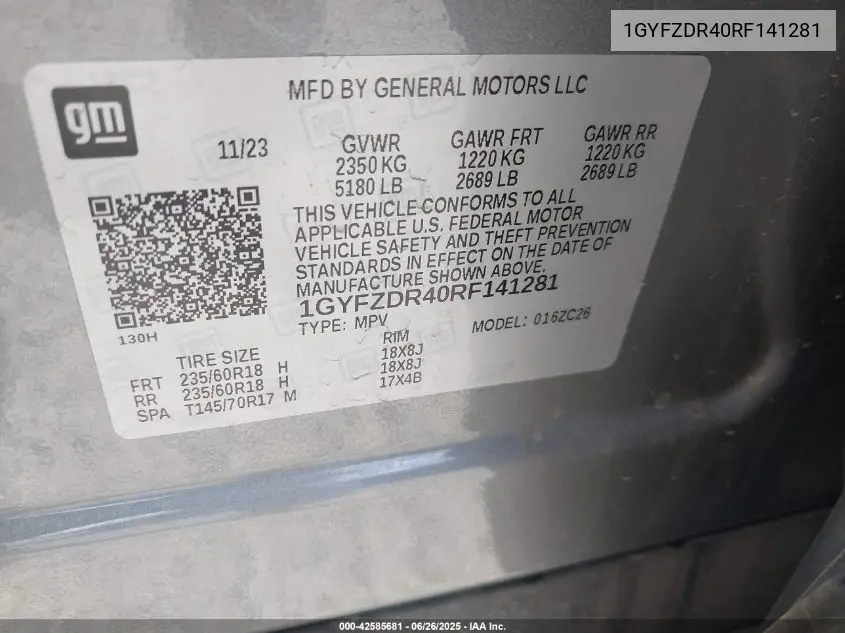 1GYFZDR40RF141281
gm
MFD BY GENERAL MOTORS LLC
11/23
GVWR
2350 KG
5180 LB
GAWR FRT
1220 KG
2689 LB
GAWR RR
1220 KG
2689 LB
THIS VEHICLE CONFORMS TO ALL
APPLICABLE U.S. FEDERAL MOTOR
VEHICLE SAFETY AND THEFT PREVENTION
STANDARDS IN EFFECT ON THE DATE OF
MANUFACTURE SHOWN ABOVE.
1GYFZDR40RF141281
TYPE: MPV MODEL: 016ZC26
130H
TIRE SIZE RIM
FRT 235/60R18 H 18X8J
RR 235/60R18 H 18X8J
SPA T145/70R17 M 17X4B
000-42585681 - 06/26/2025 - IAA Inc.